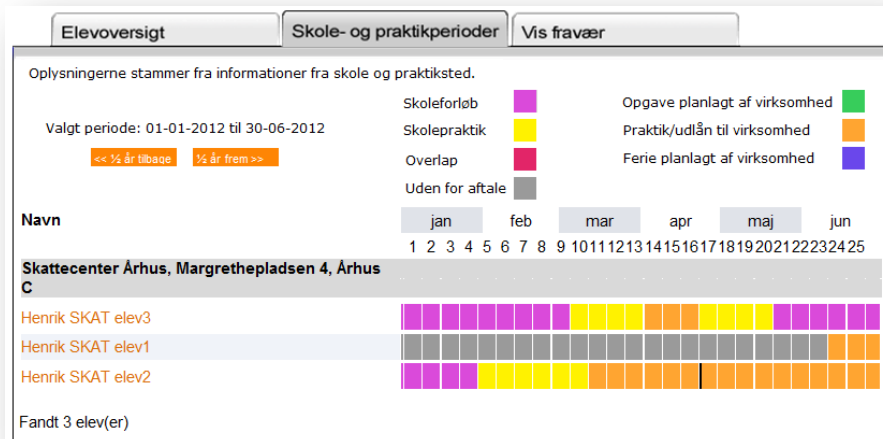 Elevoversigt Skole- og praktikperioder Vis fravær
Oplysningerne stammer fra informationer fra skole og praktiksted.
Skoleforløb Opgave planlagt af virksomhed
Valgt periode: 01-01-2012 til 30-06-2012 Skolepraktik Praktik/udlån til virksomhed
<< ½ år tilbage ½ år frem >> Overlap Ferie planlagt af virksomhed
Uden for aftale
Navn jan feb mar apr maj jun
1 2 3 4 5 6 7 8 9 10 11 12 13 14 15 16 17 18 19 20 21 22 23 24 25
Skattecenter Århus, Margrethepladsen 4, Århus
C
Henrik SKAT elev3
Henrik SKAT elev1
Henrik SKAT elev2
Fandt 3 elev(er)